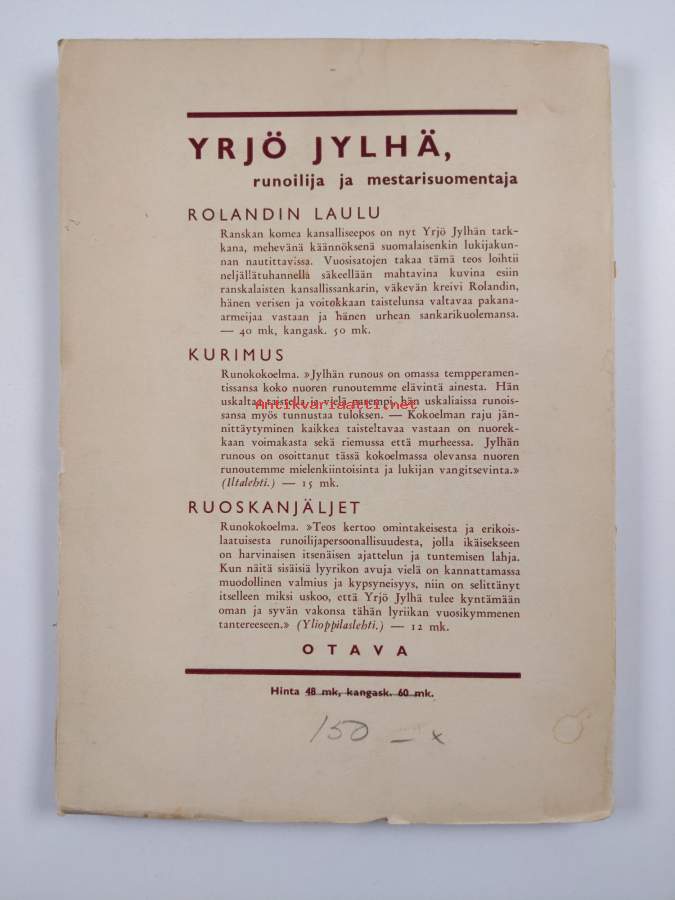 YRJÖ JYLHÄ,
runoilija ja mestarisuomentaja
ROLANDIN LAULU
Ranskan komea kansalliseepos on nyt Yrjö Jylhän tark-
kana, mehevänä käännöksenä suomalaisenkin lukijakun-
nan nautittavissa. Vuosisatojen takaa tämä teos loihtii
neljällätuhannella säkeellään mahtavina kuvina esiin
ranskalaisten kansallissankarin, väkevän kreivi Rolandin,
hänen verisen ja voitokkaan taistelunsa valtavaa pakana-
armeijaa vastaan ja hänen urhean sankarikuolemansa.
— 40 mk, kangask. 50 mk.
KURIMUS
Runokokoelma. »Jylhän runous on omassa tempperamen-
tissansa koko nuoren runoutemme elävintä ainesta. Hän
uskaltaa taistella ja vielä parempi, hän uskaliaissa runois-
Antikvariaatti.net
sansa myös tunnustaa tuloksen. — Kokoelman raju jän-
nittäytyminen kaikkea taisteltavaa vastaan on nuorek-
kaan voimakasta sekä riemussa että murheessa. Jylhän
runous on osoittanut tässä kokoelmassa olevansa nuoren
runoutemme mielenkiintoisinta ja lukijan vangitsevinta.»
(Iltalehti.) — 15 mk.
RUOSKANJÄLJET
Runokokoelma. »Teos kertoo omintakeisesta ja erikois-
laatuisesta runoilijapersoonallisuudesta, jolla ikäisekseen
on harvinaisen itsenäisen ajattelun ja tuntemisen lahja.
Kun näitä sisäisiä lyyrikon avuja vielä on kannattamassa
muodollinen valmius ja kypsyneisyys, niin on selittänyt
itselleen miksi uskoo, että Yrjö Jylhä tulee kyntämään
oman ja syvän vakonsa tähän lyriikan vuosikymmenen
tantereeseen.» (Ylioppilaslehti.) — 12 mk.
OTAVA
Hinta 48 mk, kangask. 60 mk.
150 – x